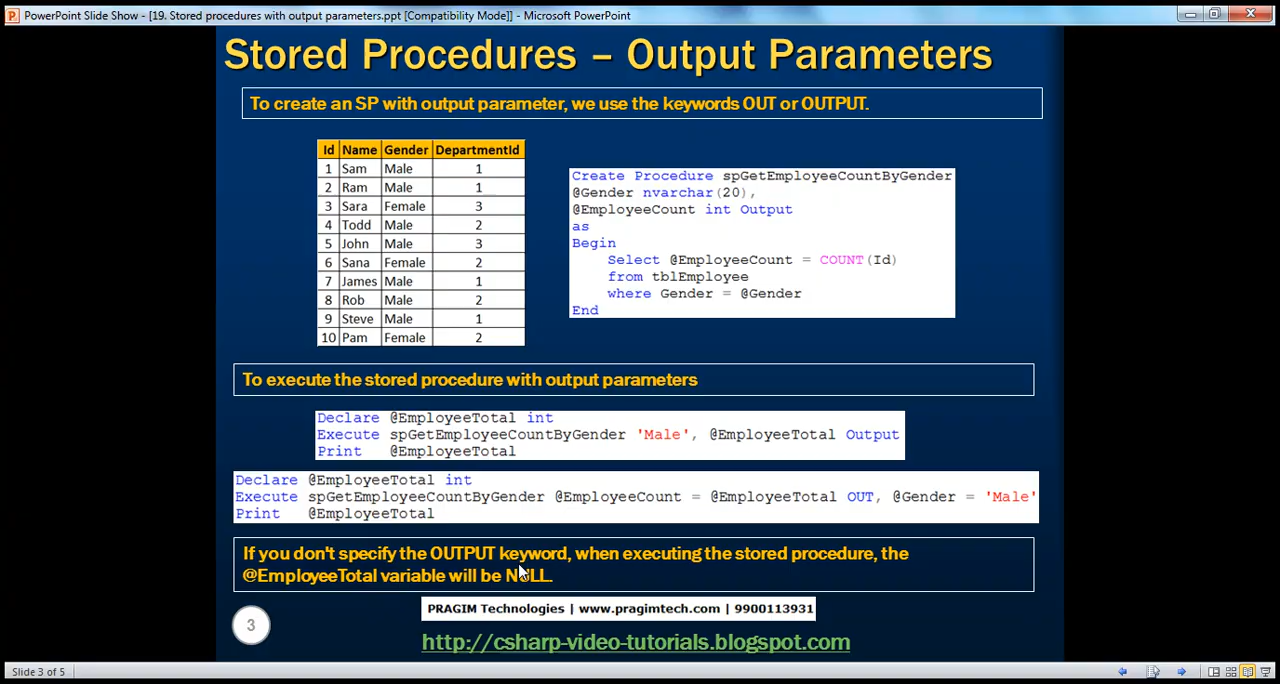 PowerPoint Slide Show - [19. Stored procedures with output parameters.ppt [Compatibility Mode]] - Microsoft PowerPoint
Stored Procedures – Output Parameters
To create an SP with output parameter, we use the keywords OUT or OUTPUT.
Id Name Gender DepartmentId
1 Sam Male 1
2 Ram Male 1
3 Sara Female 3
4 Todd Male 2
5 John Male 3
6 Sana Female 2
7 James Male 1
8 Rob Male 2
9 Steve Male 1
10 Pam Female 2
Create Procedure spGetEmployeeCountByGender
@Gender nvarchar(20),
@EmployeeCount int Output
as
Begin
Select @EmployeeCount = COUNT(Id)
from tblEmployee
where Gender = @Gender
End
To execute the stored procedure with output parameters
Declare @EmployeeTotal int
Execute spGetEmployeeCountByGender 'Male', @EmployeeTotal Output
Print @EmployeeTotal
Declare @EmployeeTotal int
Execute spGetEmployeeCountByGender @EmployeeCount = @EmployeeTotal OUT, @Gender = 'Male'
Print @EmployeeTotal
If you don't specify the OUTPUT keyword, when executing the stored procedure, the
@EmployeeTotal variable will be NULL.
PRAGIM Technologies | www.pragimtech.com | 9900113931
3
http://csharp-video-tutorials.blogspot.com
Slide 3 of 5